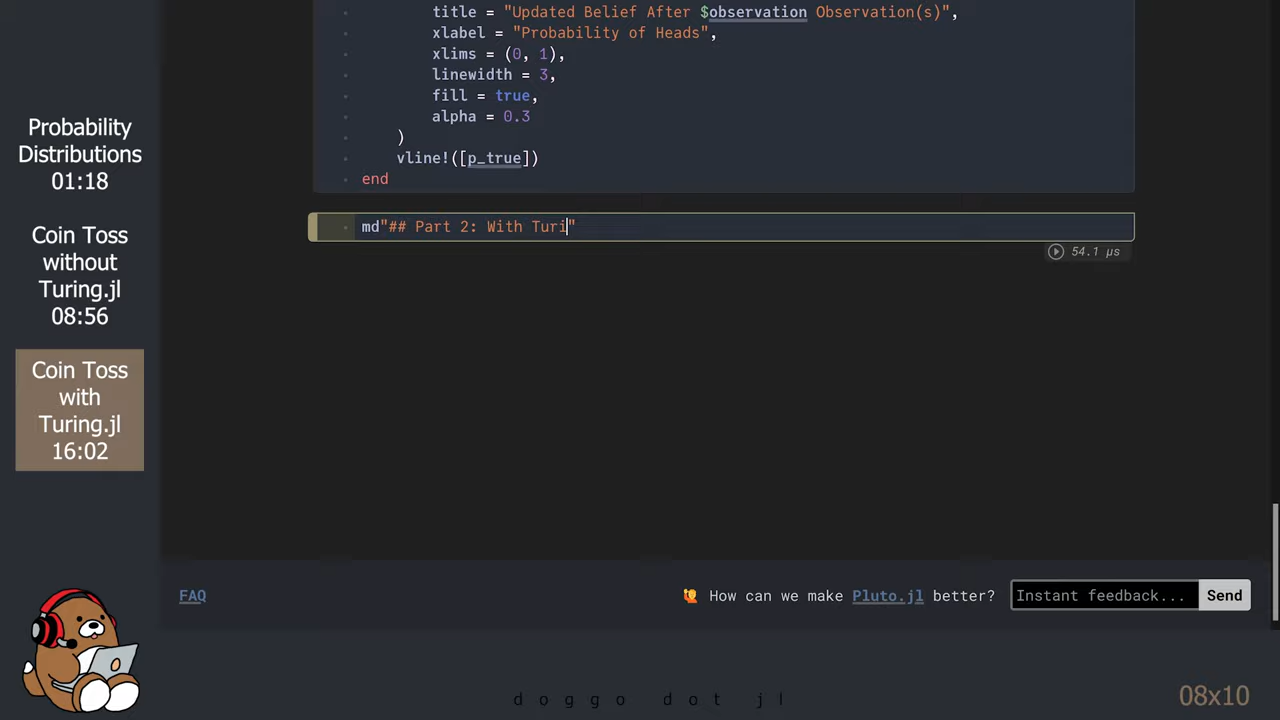 Probability
Distributions
01:18
Coin Toss
without
Turing.jl
08:56
Coin Toss
with
Turing.jl
16:02
title = "Updated Belief After $observation Observation(s)",
xlabel = "Probability of Heads",
xlims = (0, 1),
linewidth = 3,
fill = true,
alpha = 0.3
)
vline!([p_true])
end
md"## Part 2: With Turi"
54.1 μs
FAQ
🙋 How can we make Pluto.jl better? Instant feedback... Send
doggo dot jl
08x10